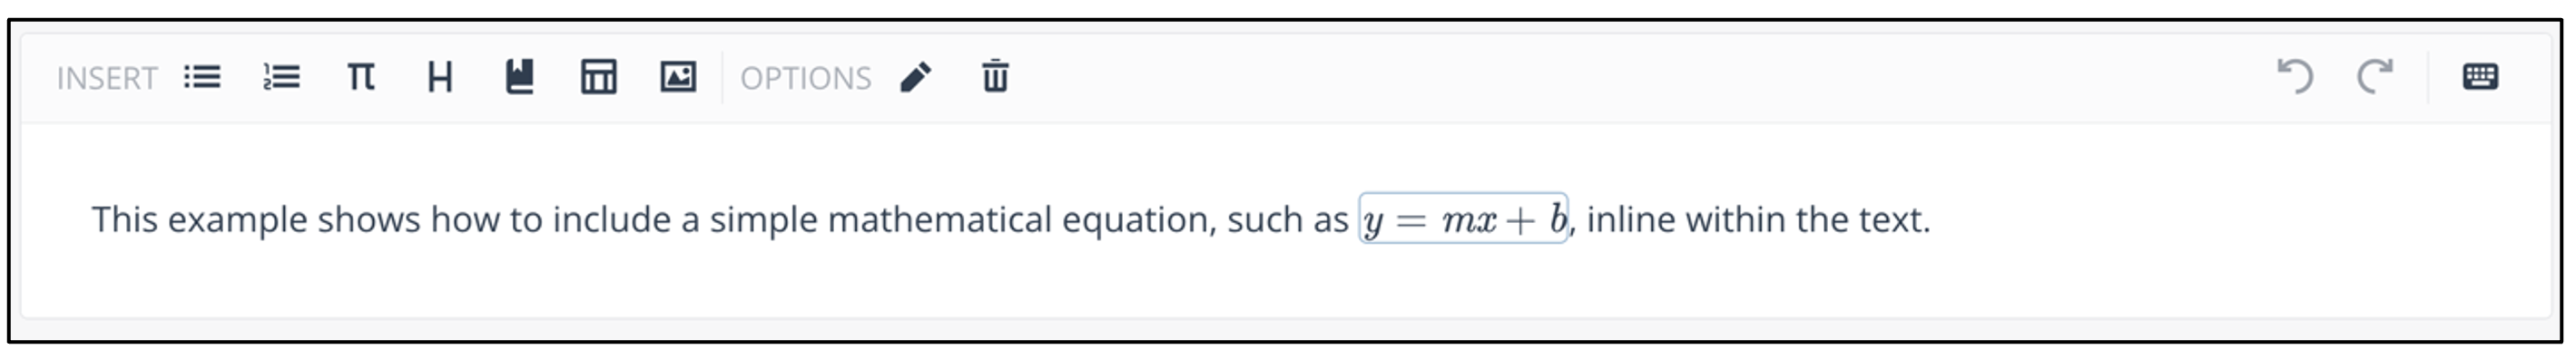 INSERT π H OPTIONS
This example shows how to include a simple mathematical equation, such as y = mx + b, inline within the text.